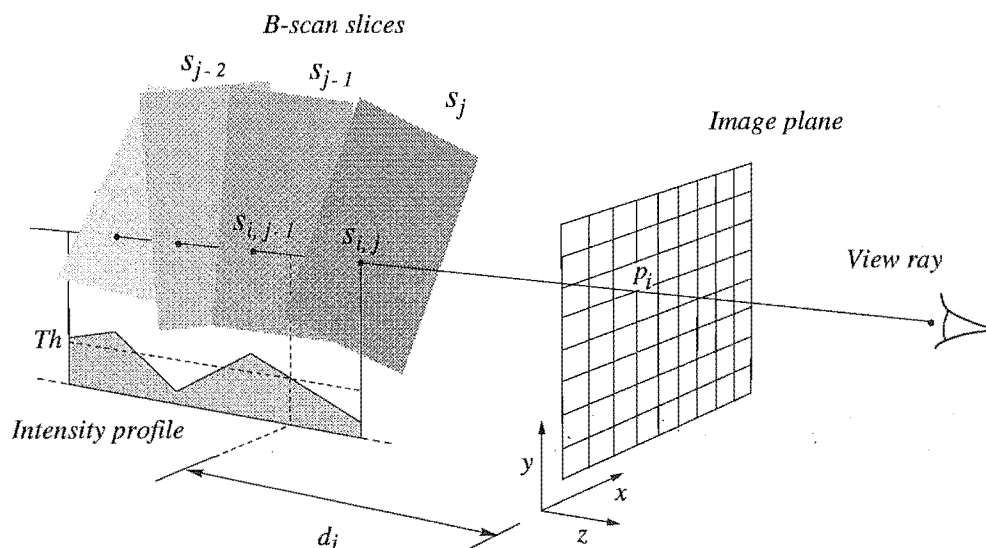 B-scan slices
s_{j-2}
s_{j-1}
s_j
Image plane
s_{i,j-1}
s_{i,j}
p_i
View ray
Th
Intensity profile
y
x
z
d_i